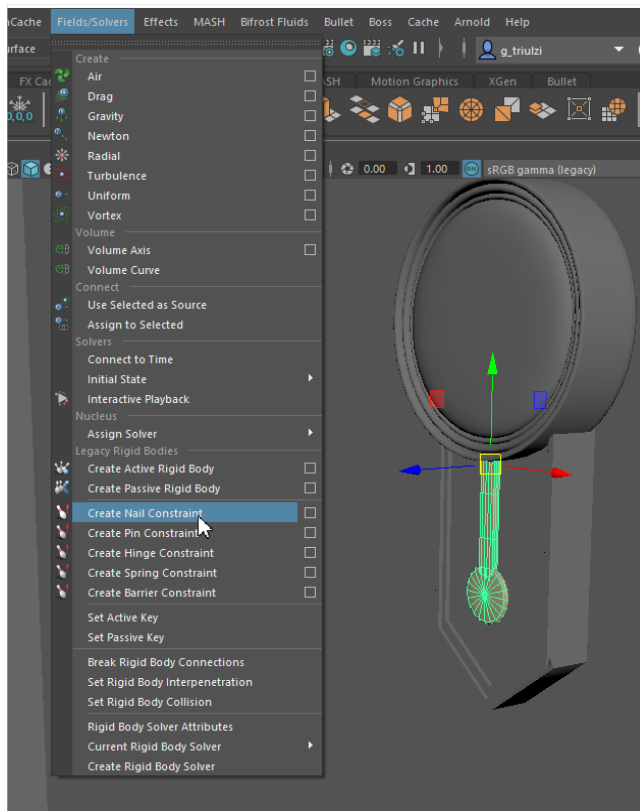 nCache Fields/Solvers Effects MASH Bifrost Fluids Bullet Boss Cache Arnold Help
urface
g_triulzi
FX Cac
SH Motion Graphics XGen Bullet
0,0,0
0.00 1.00 sRGB gamma (legacy)
Create
Air
Drag
Gravity
Newton
Radial
Turbulence
Uniform
Vortex
Volume
Volume Axis
Volume Curve
Connect
Use Selected as Source
Assign to Selected
Solvers
Connect to Time
Initial State
Interactive Playback
Nucleus
Assign Solver
Legacy Rigid Bodies
Create Active Rigid Body
Create Passive Rigid Body
Create Nail Constraint
Create Pin Constraint
Create Hinge Constraint
Create Spring Constraint
Create Barrier Constraint
Set Active Key
Set Passive Key
Break Rigid Body Connections
Set Rigid Body Interpenetration
Set Rigid Body Collision
Rigid Body Solver Attributes
Current Rigid Body Solver
Create Rigid Body Solver